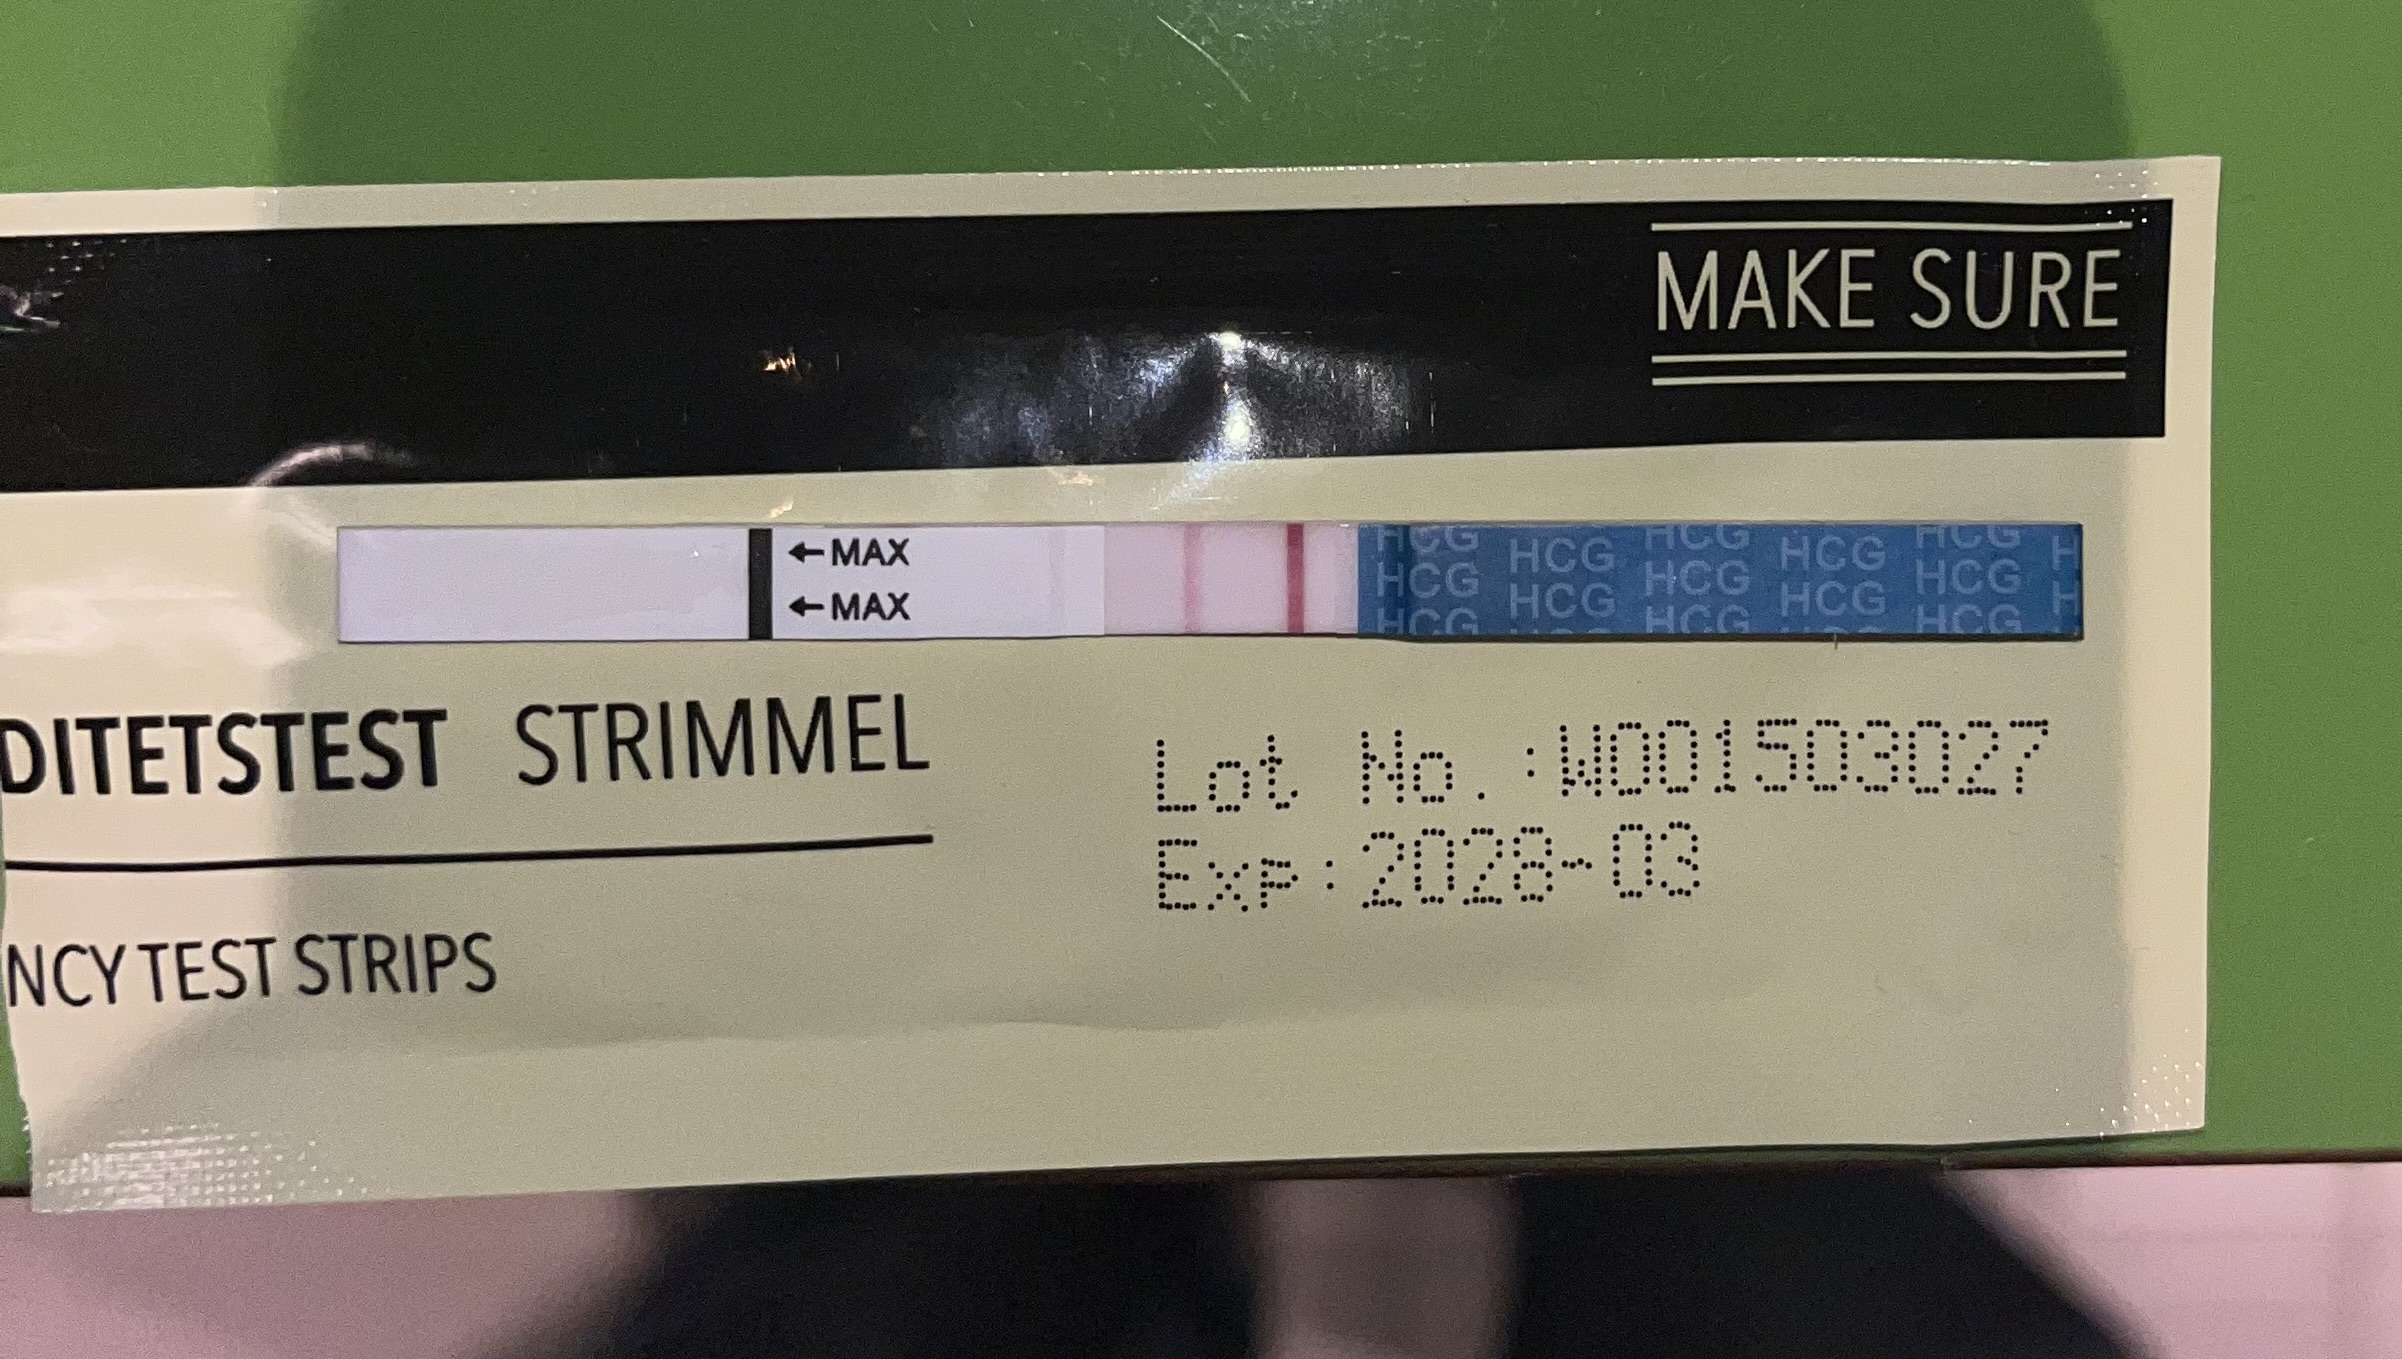 MAKE SURE
←MAX
←MAX
HCG HCG HCG HCG HCG H
HCG HCG HCG HCG HCG H
HCG HCG HCG
DITETSTEST STRIMMEL
Lot No.:W001503027
Exp:2028-03
NCY TEST STRIPS